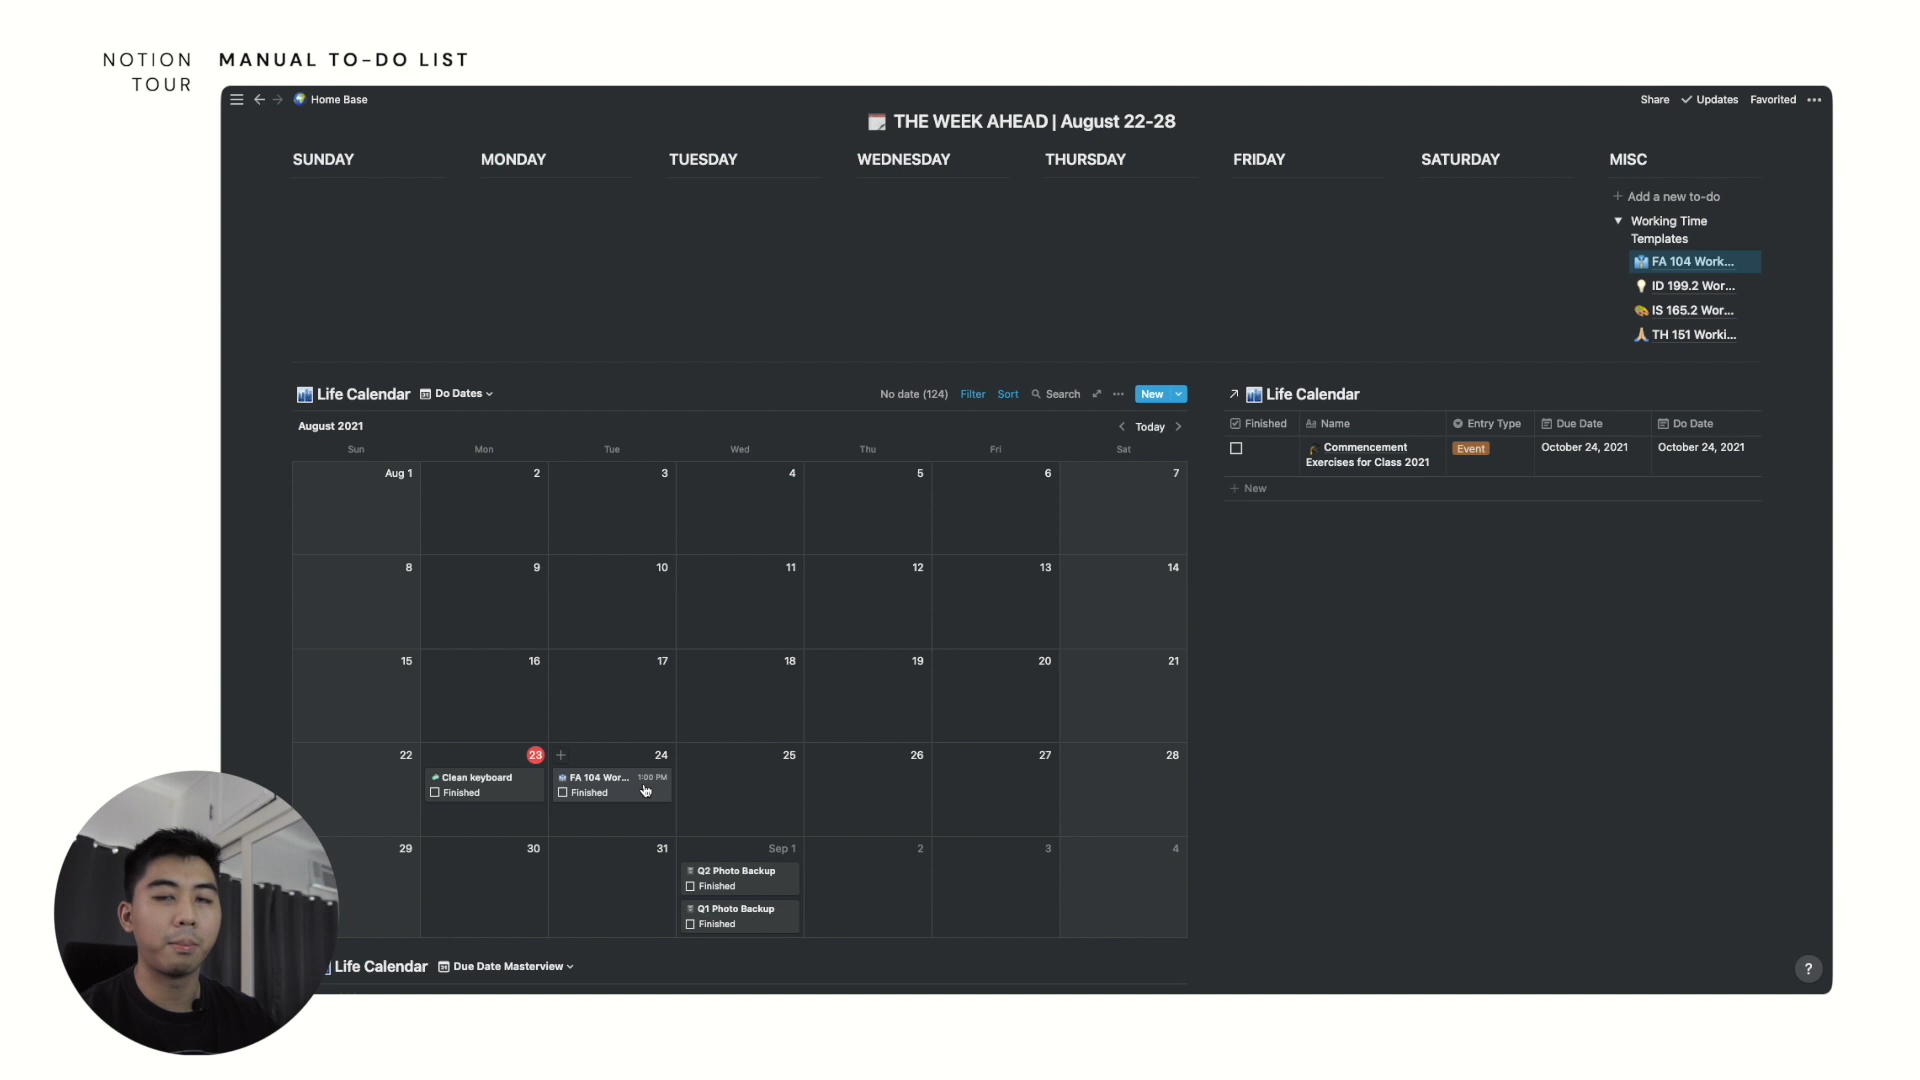 NOTION
TOUR
MANUAL TO-DO LIST
Home Base
Share
Updates
Favorited
THE WEEK AHEAD | August 22-28
SUNDAY
MONDAY
TUESDAY
WEDNESDAY
THURSDAY
FRIDAY
SATURDAY
MISC
+ Add a new to-do
Working Time
Templates
FA 104 Work...
ID 199.2 Wor...
IS 165.2 Wor...
TH 151 Worki...
Life Calendar
Do Dates
No date (124)
Filter
Sort
Search
New
August 2021
Today
Sun
Mon
Tue
Wed
Thu
Fri
Sat
Aug 1
2
3
4
5
6
7
8
9
10
11
12
13
14
15
16
17
18
19
20
21
22
23
+
24
25
26
27
28
Clean keyboard
Finished
FA 104 Wor... 1:00 PM
Finished
29
30
31
Sep 1
2
3
4
Q2 Photo Backup
Finished
Q1 Photo Backup
Finished
Life Calendar
Due Date Masterview
Life Calendar
Finished
Aa Name
Entry Type
Due Date
Do Date
Commencement
Exercises for Class 2021
Event
October 24, 2021
October 24, 2021
+ New
?